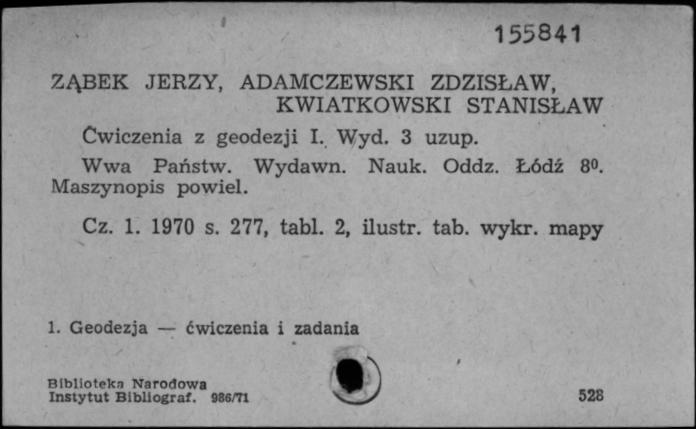 155841
ZĄBEK JERZY, ADAMCZEWSKI ZDZISŁAW,
KWIATKOWSKI STANISŁAW
Ćwiczenia z geodezji I. Wyd. 3 uzup.
Wwa Państw. Wydawn. Nauk. Oddz. Łódź 8º.
Maszynopis powiel.
Cz. 1. 1970 s. 277, tabl. 2, ilustr. tab. wykr. mapy
1. Geodezja — ćwiczenia i zadania
Biblioteka Narodowa
Instytut Bibliograf. 986/71
528